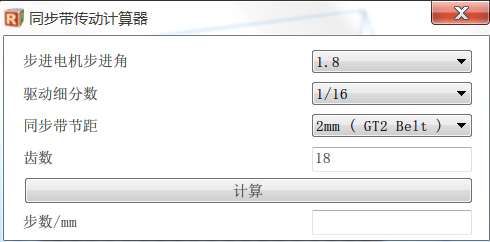 同步带传动计算器
步进电机步进角 1.8
驱动细分数 1/16
同步带节距 2mm ( GT2 Belt )
齿数 18
计算
步数/mm